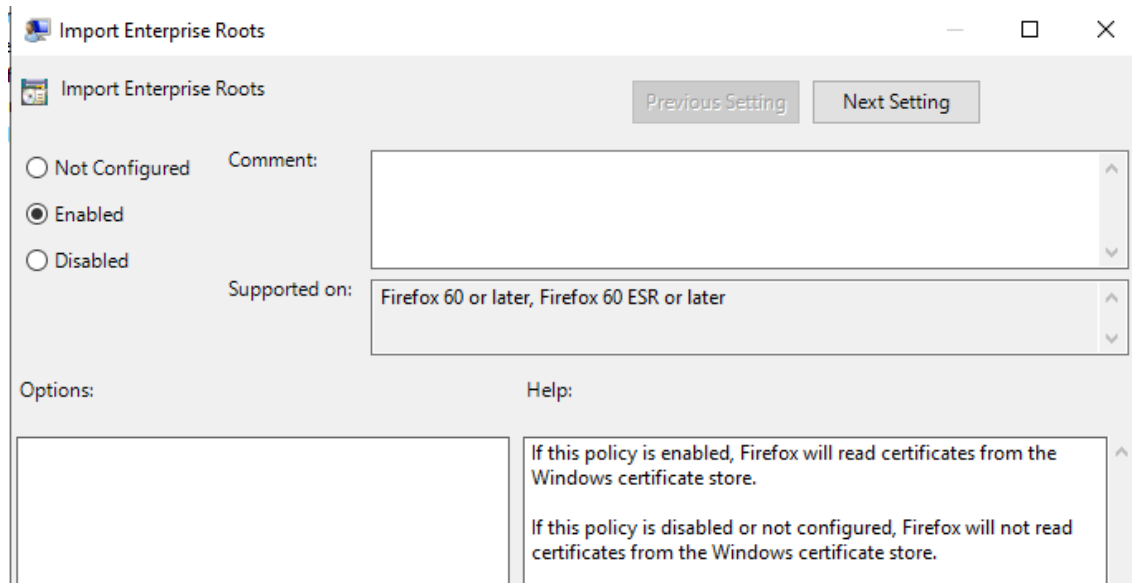 Import Enterprise Roots
Import Enterprise Roots
Previous Setting
Next Setting
Not Configured
Comment:
Enabled
Disabled
Supported on:
Firefox 60 or later, Firefox 60 ESR or later
Options:
Help:
If this policy is enabled, Firefox will read certificates from the
Windows certificate store.
If this policy is disabled or not configured, Firefox will not read
certificates from the Windows certificate store.